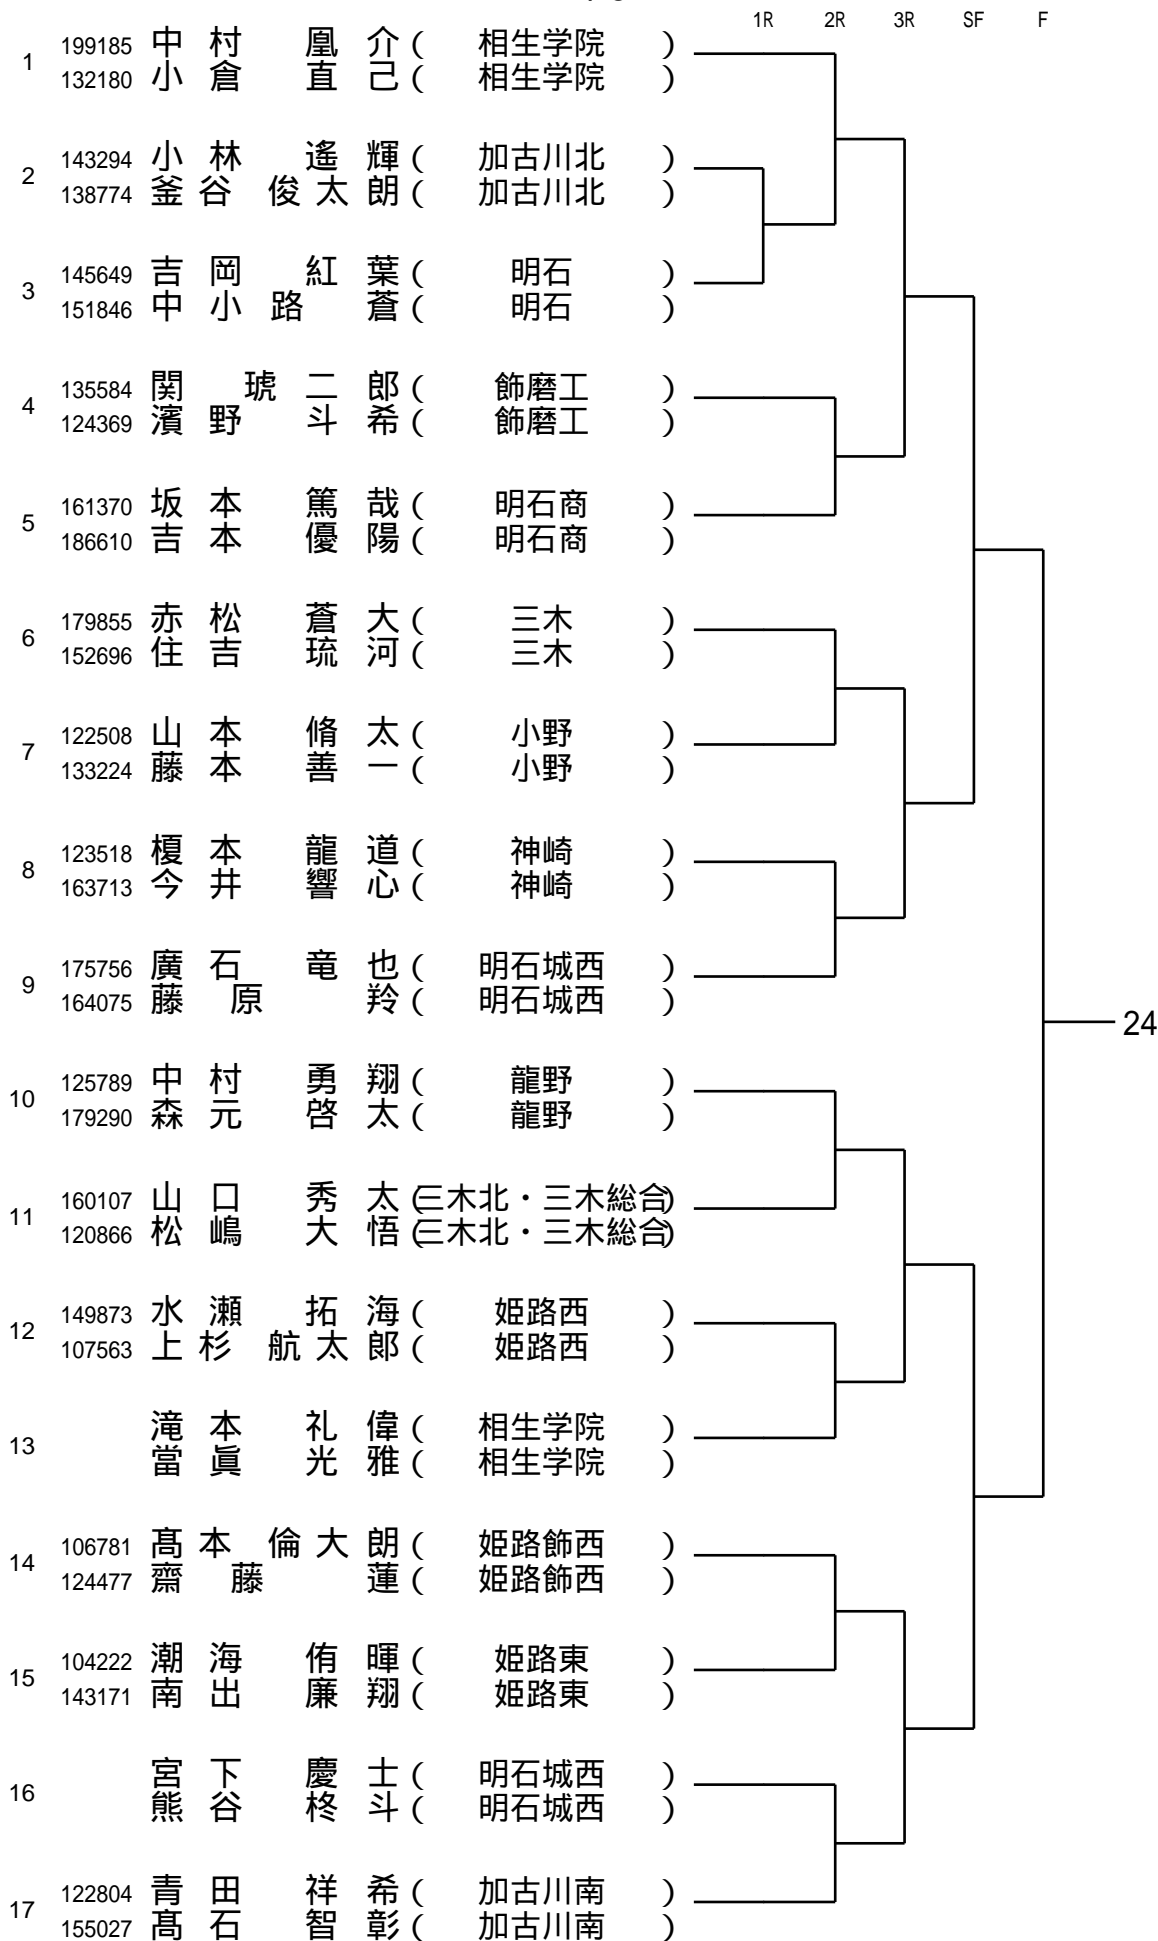 1R 2R 3R SF F
1
199185 中村 凰介 ( 相生学院 )
132180 小倉 直己 ( 相生学院 )
2
143294 小林 遙輝 ( 加古川北 )
138774 釜谷 俊太朗 ( 加古川北 )
3
145649 吉岡 紅葉 ( 明石 )
151846 中小路 蒼 ( 明石 )
4
135584 関 琥二郎 ( 飾磨工 )
124369 濱野 斗希 ( 飾磨工 )
5
161370 坂本 篤哉 ( 明石商 )
186610 吉本 優陽 ( 明石商 )
6
179855 赤松 蒼大 ( 三木 )
152696 住吉 琉河 ( 三木 )
7
122508 山本 脩太 ( 小野 )
133224 藤本 善一 ( 小野 )
8
123518 榎本 龍道 ( 神崎 )
163713 今井 響心 ( 神崎 )
9
175756 廣石 竜也 ( 明石城西 )
164075 藤原 羚 ( 明石城西 )
24
10
125789 中村 勇翔 ( 龍野 )
179290 森元 啓太 ( 龍野 )
11
160107 山口 秀太 (三木北・三木総合)
120866 松嶋 大悟 (三木北・三木総合)
12
149873 水瀬 拓海 ( 姫路西 )
107563 上杉 航太郎 ( 姫路西 )
13
滝本 礼偉 ( 相生学院 )
當眞 光雅 ( 相生学院 )
14
106781 髙本 倫大朗 ( 姫路飾西 )
124477 齋藤 蓮 ( 姫路飾西 )
15
104222 潮海 侑暉 ( 姫路東 )
143171 南出 廉翔 ( 姫路東 )
16
宮下 慶士 ( 明石城西 )
熊谷 柊斗 ( 明石城西 )
17
122804 青田 祥希 ( 加古川南 )
155027 髙石 智彰 ( 加古川南 )